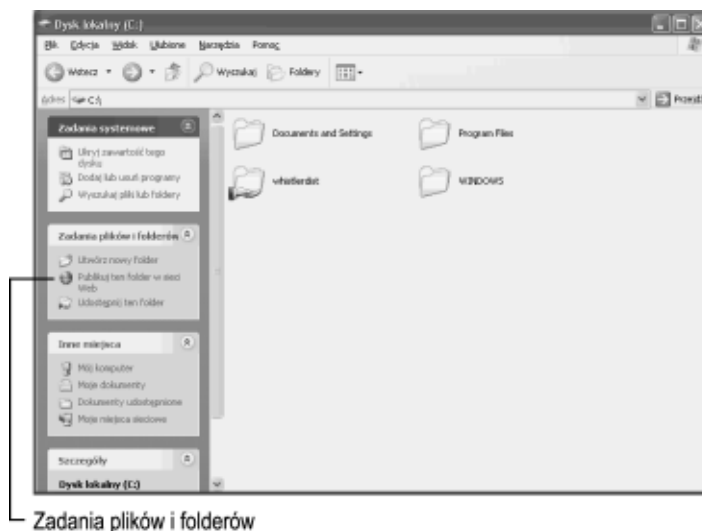 Dysk lokalny (C:)
Plik Edycja Widok Ulubione Narzędzia Pomoc
Wstecz Wyszukaj Foldery
Adres C:\ Przejdź
Zadania systemowe
Ukryj zawartość tego
dysku
Dodaj lub usuń programy
Wyszukaj pliki lub foldery
Documents and Settings
Program Files
whistlerdist
WINDOWS
Zadania plików i folderów
Utwórz nowy folder
Publikuj ten folder w sieci
Web
Udostępnij ten folder
Inne miejsca
Mój komputer
Moje dokumenty
Dokumenty udostępnione
Moje miejsca sieciowe
Szczegóły
Dysk lokalny (C:)
Zadania plików i folderów